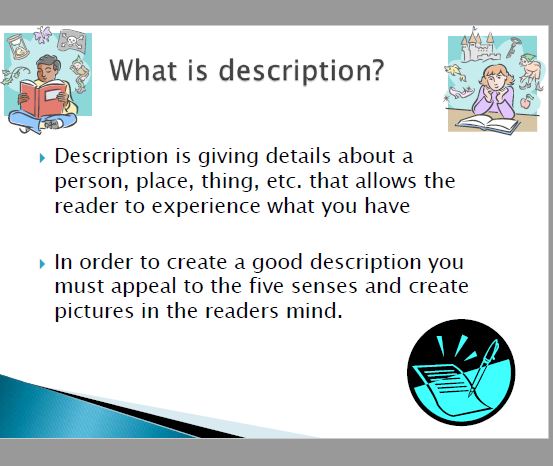 What is description?
Description is giving details about a
person, place, thing, etc. that allows the
reader to experience what you have
In order to create a good description you
must appeal to the five senses and create
pictures in the readers mind.